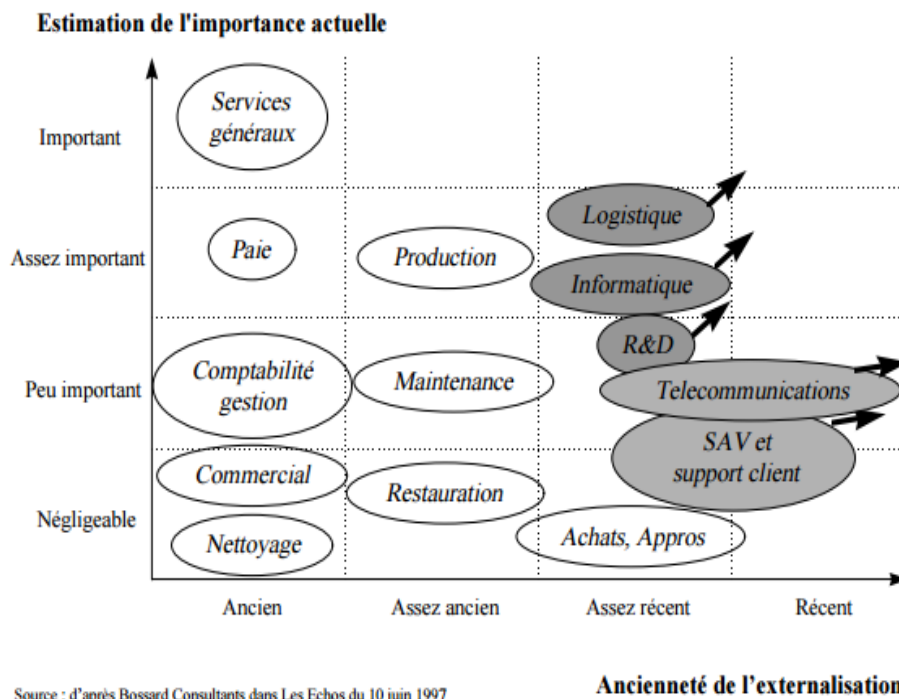 Estimation de l'importance actuelle
Important
Services
généraux
Assez important
Paie
Production
Logistique
Informatique
Peu important
Comptabilité
gestion
Maintenance
R&D
Telecommunications
SAV et
support client
Négligeable
Commercial
Restauration
Nettoyage
Achats, Appros
Ancien
Assez ancien
Assez récent
Récent
Ancienneté de l'externalisation
Source : d'après Bossard Consultants dans Les Echos du 10 juin 1997